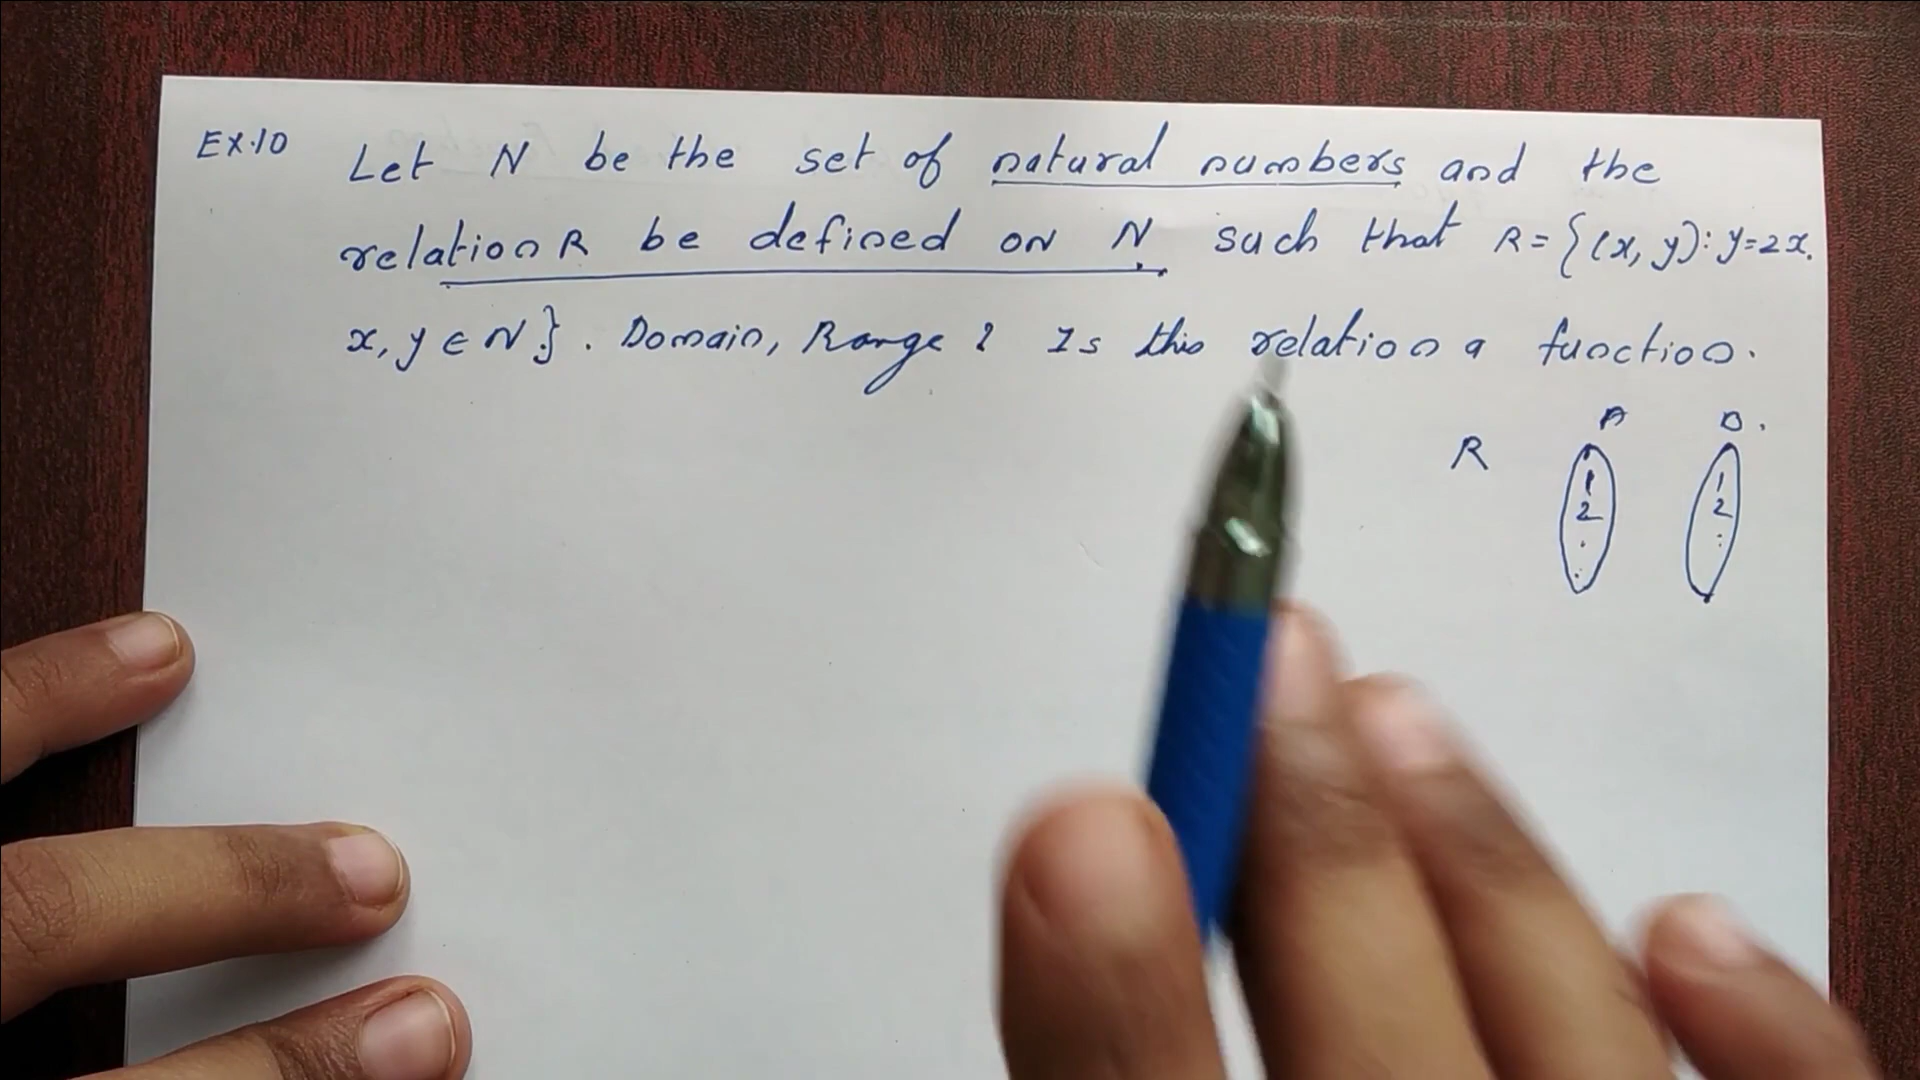 Ex.10 Let N be the set of natural numbers and the
relation R be defined on N such that R = {(x, y): y=2x.
x, y ∈ N}. Domain, Range ? Is this relation a function.
A B.
R
1 1
2 2